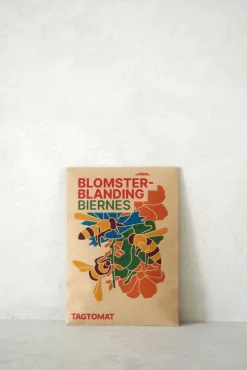 BLOMSTER-
BLANDING
BIERNES
TAGTOMAT